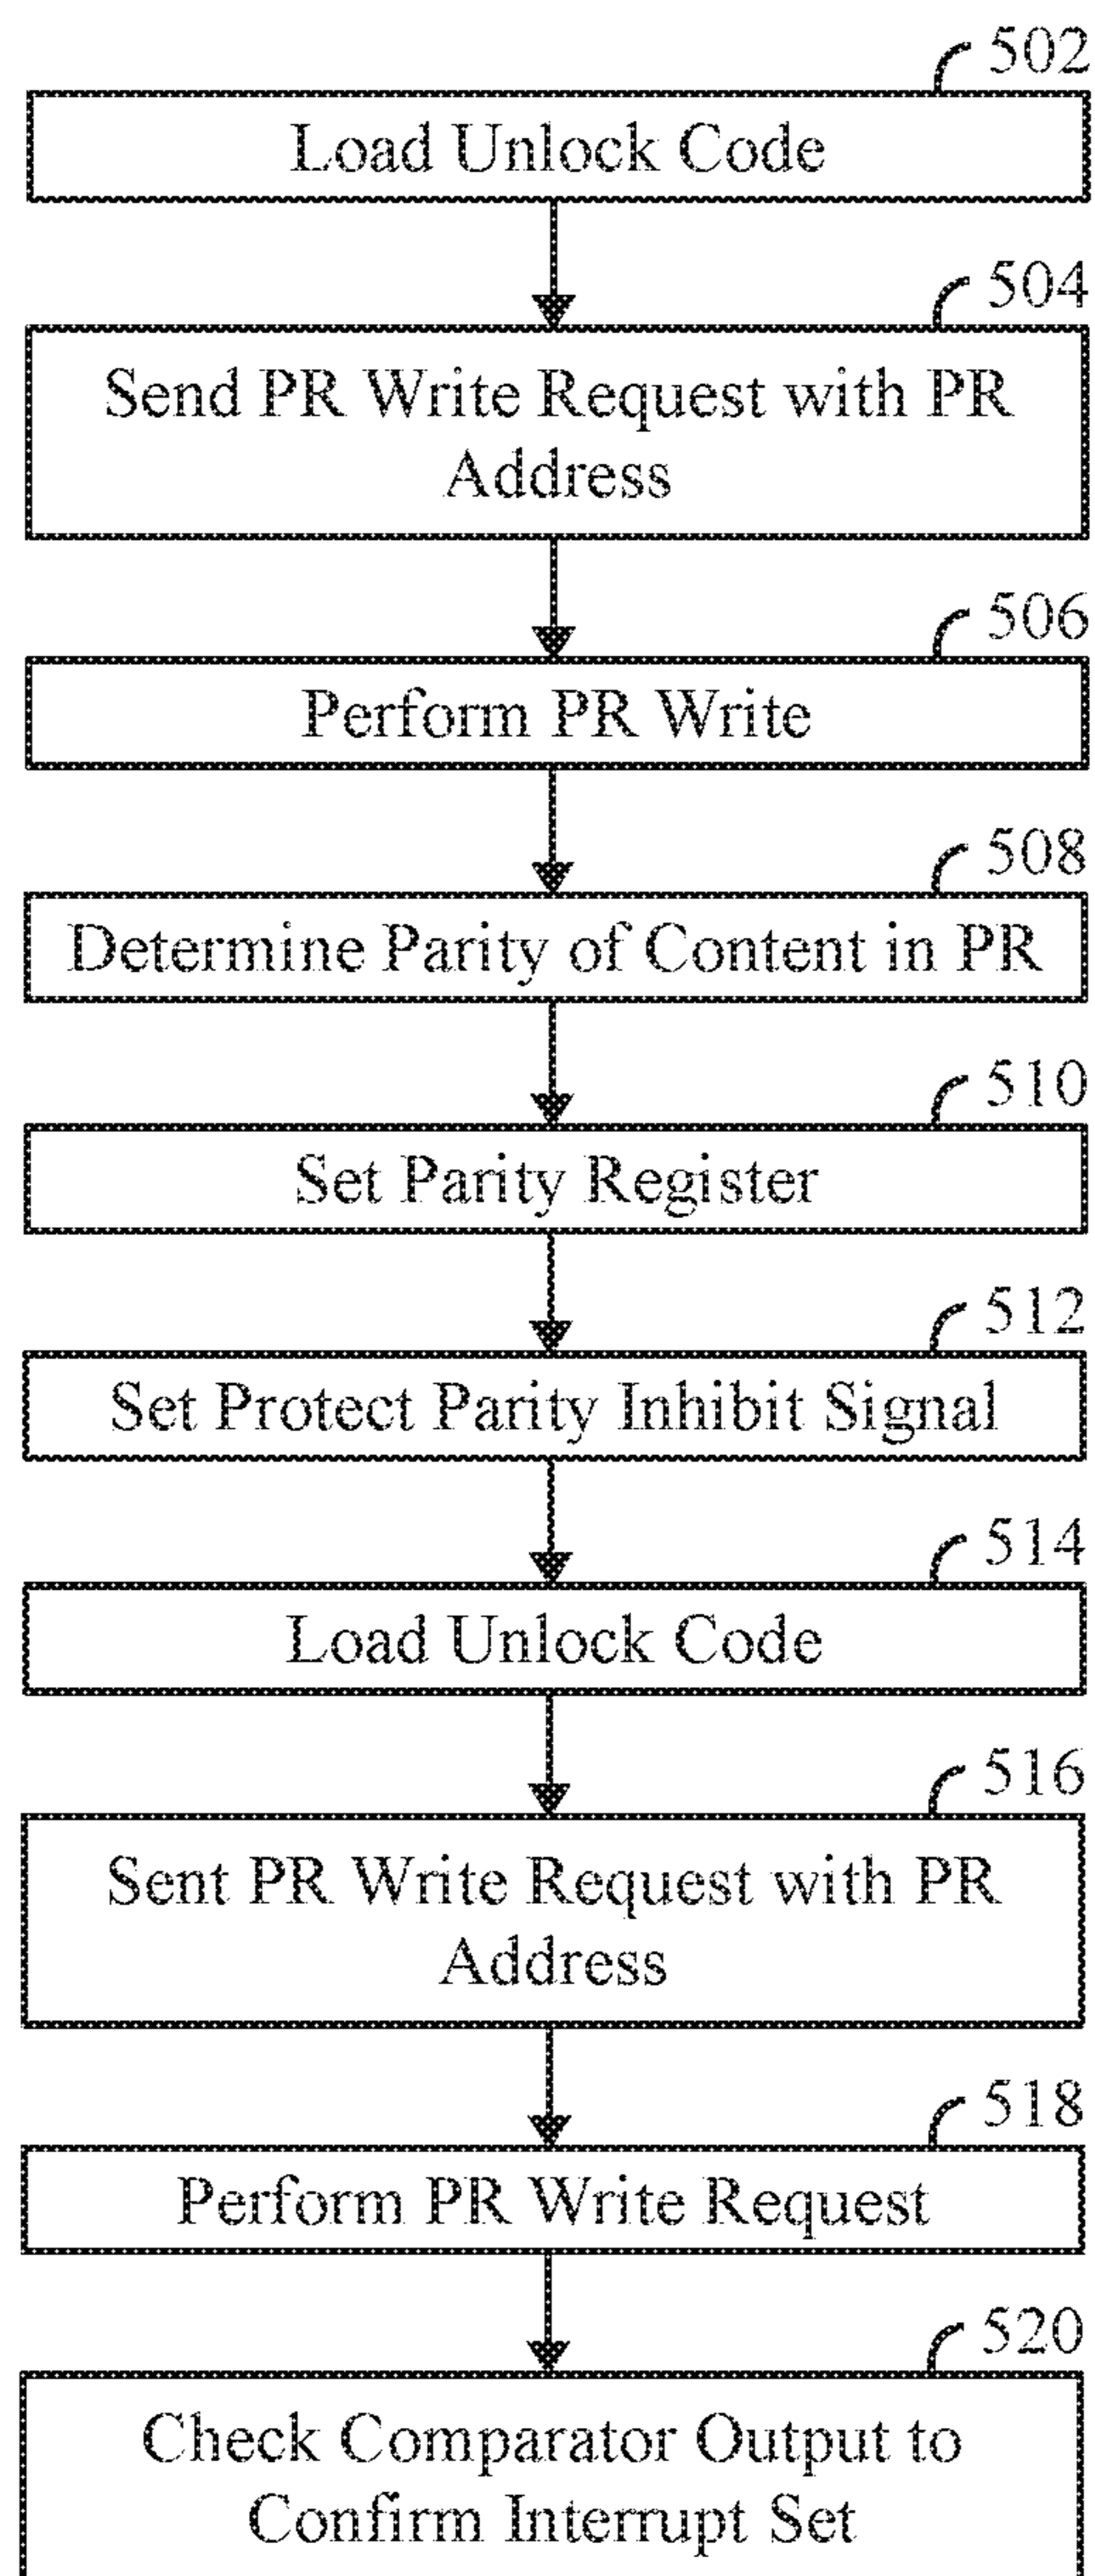 502
Load Unlock Code
504
Send PR Write Request with PR
Address
506
Perform PR Write
508
Determine Parity of Content in PR
510
Set Parity Register
512
Set Protect Parity Inhibit Signal
514
Load Unlock Code
516
Sent PR Write Request with PR
Address
518
Perform PR Write Request
520
Check Comparator Output to
Confirm Interrupt Set